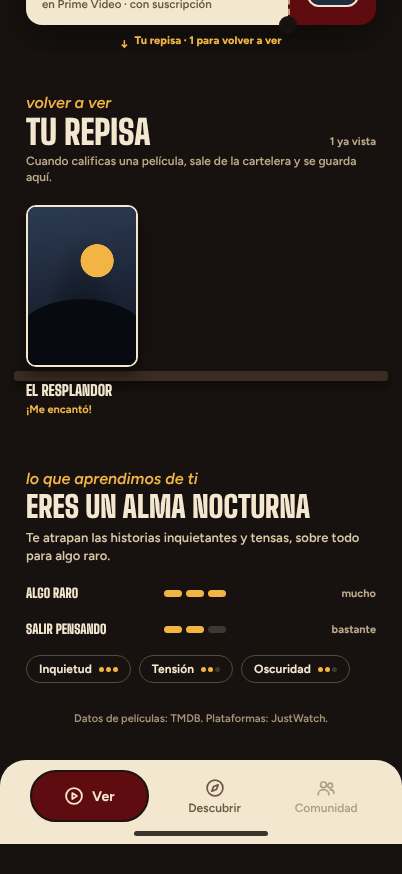 en Prime Video · con suscripción
↓ Tu repisa · 1 para volver a ver
volver a ver
TU REPISA
1 ya vista
Cuando calificas una película, sale de la cartelera y se guarda
aquí.
EL RESPLANDOR
¡Me encantó!
lo que aprendimos de ti
ERES UN ALMA NOCTURNA
Te atrapan las historias inquietantes y tensas, sobre todo
para algo raro.
ALGO RARO
mucho
SALIR PENSANDO
bastante
Inquietud
Tensión
Oscuridad
Datos de películas: TMDB. Plataformas: JustWatch.
Ver
Descubrir
Comunidad